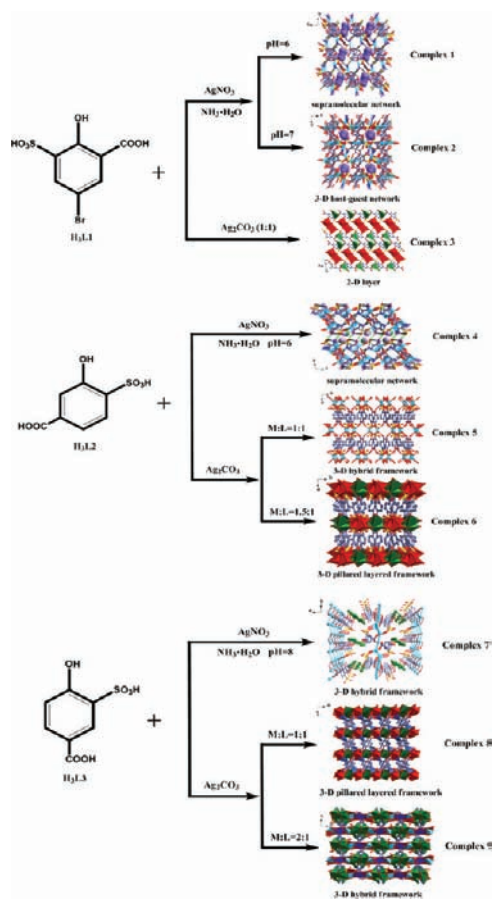 pH=6
Complex 1
AgNO₃
NH₃·H₂O
supramolecular network
OH
SO₃H
COOH
Br
H₃L1
+
pH=7
Complex 2
3-D host-guest network
Ag₂CO₃ (1:1)
Complex 3
2-D layer
AgNO₃
NH₃·H₂O pH=6
Complex 4
supramolecular network
OH
SO₃H
HOOC
H₃L2
+
M:L=1:1
Complex 5
3-D hybrid framework
Ag₂CO₃
M:L=1.5:1
Complex 6
3-D pillared layered framework
AgNO₃
NH₃·H₂O pH=8
Complex 7
3-D hybrid framework
OH
SO₃H
COOH
H₃L3
+
M:L=1:1
Complex 8
3-D pillared layered framework
Ag₂CO₃
M:L=2:1
Complex 9
3-D hybrid framework